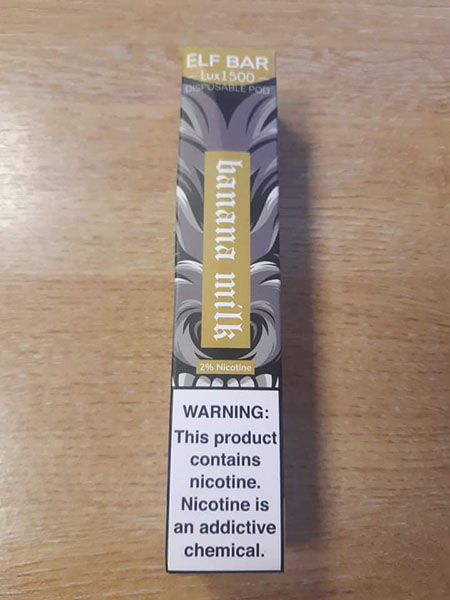 ELF BAR
Lux1500
DISPOSABLE POD
banana milk
2% Nicotine
WARNING:
This product
contains
nicotine.
Nicotine is
an addictive
chemical.